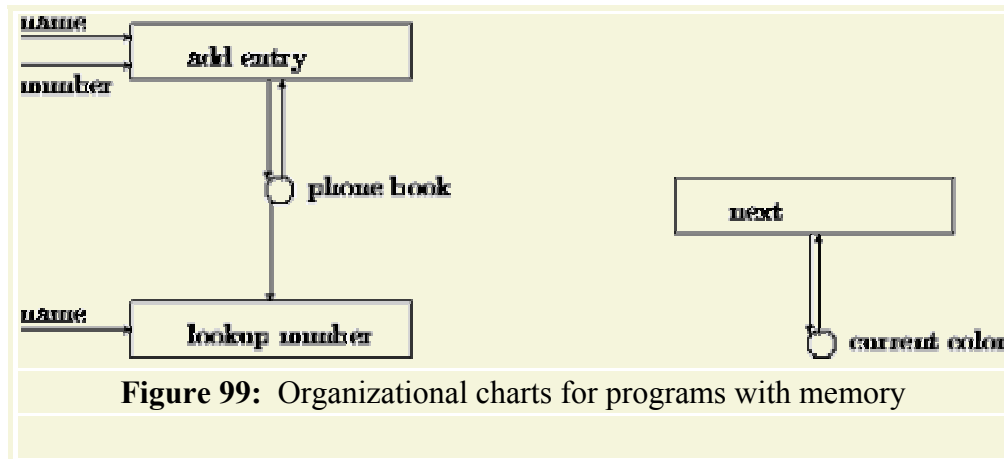 name
add entry
number
phone book
next
name
lookup number
current color
Figure 99: Organizational charts for programs with memory